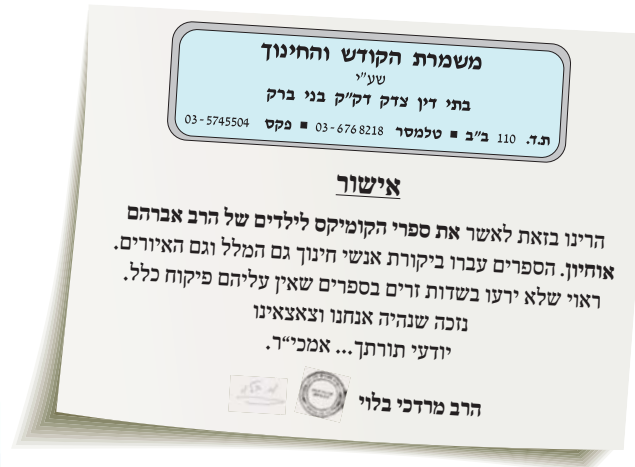 משמרת הקודש והחינוך
שע"י
בתי דין צדק דק"ק בני ברק
ת.ד. 110 ב"ב ■ טלמסר 03-6768218 ■ פקס 03-5745504
אישור
הרינו בזאת לאשר את ספרי הקומיקס לילדים של הרב אברהם
אוחיון. הספרים עברו ביקורת אנשי חינוך גם המלל וגם האיורים.
ראוי שלא ירעו בשדות זרים בספרים שאין עליהם פיקוח כלל.
נזכה שנהיה אנחנו וצאצאינו
יודעי תורתך... אמכי"ר.
הרב מרדכי בלוי